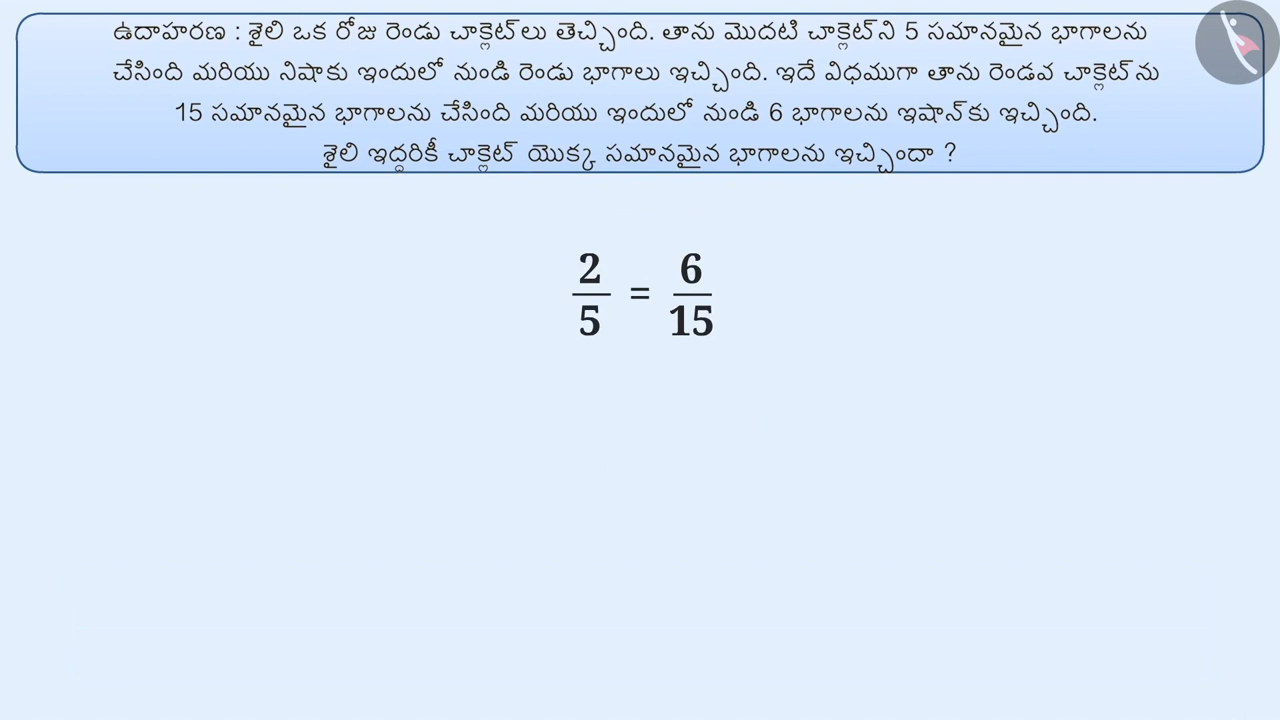 ఉదాహరణ : శైలి ఒక రోజు రెండు చాక్లెట్‌లు తెచ్చింది. తాను మొదటి చాక్లెట్‌ని 5 సమానమైన భాగాలను
చేసింది మరియు నిషాకు ఇందులో నుండి రెండు భాగాలు ఇచ్చింది. ఇదే విధముగా తాను రెండవ చాక్లెట్‌ను
15 సమానమైన భాగాలను చేసింది మరియు ఇందులో నుండి 6 భాగాలను ఇషాన్‌కు ఇచ్చింది.
శైలి ఇద్దరికీ చాక్లెట్ యొక్క సమానమైన భాగాలను ఇచ్చిందా ?
2/5 = 6/15